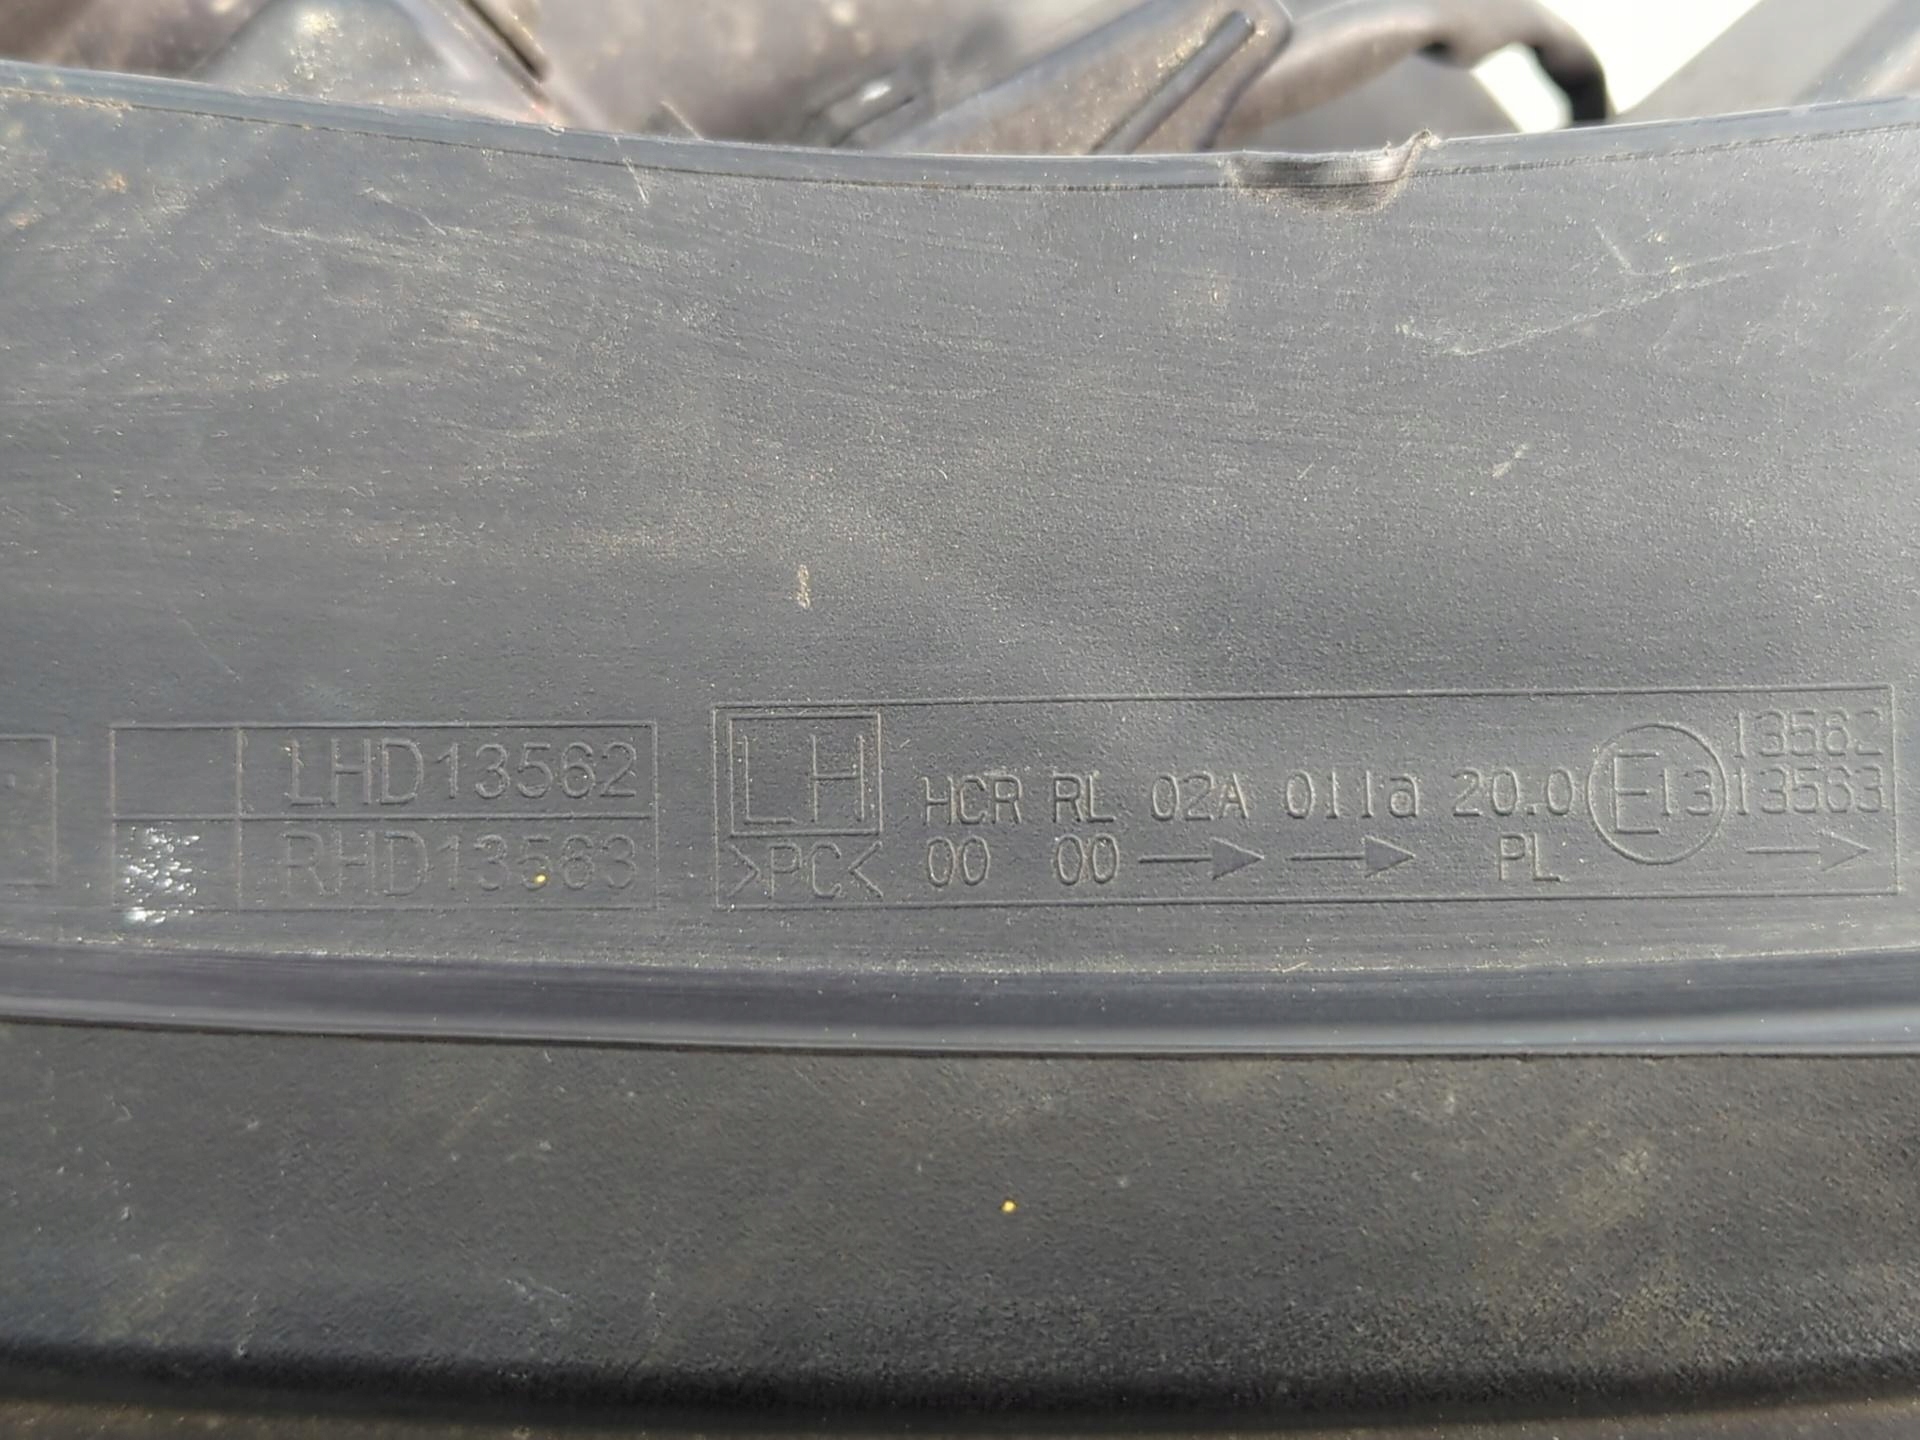 LHD13562
RHD13563
LH
>PC<
HCR RL 02A 011a 20.0
00 00 → → PL
E13
13562
13563
→